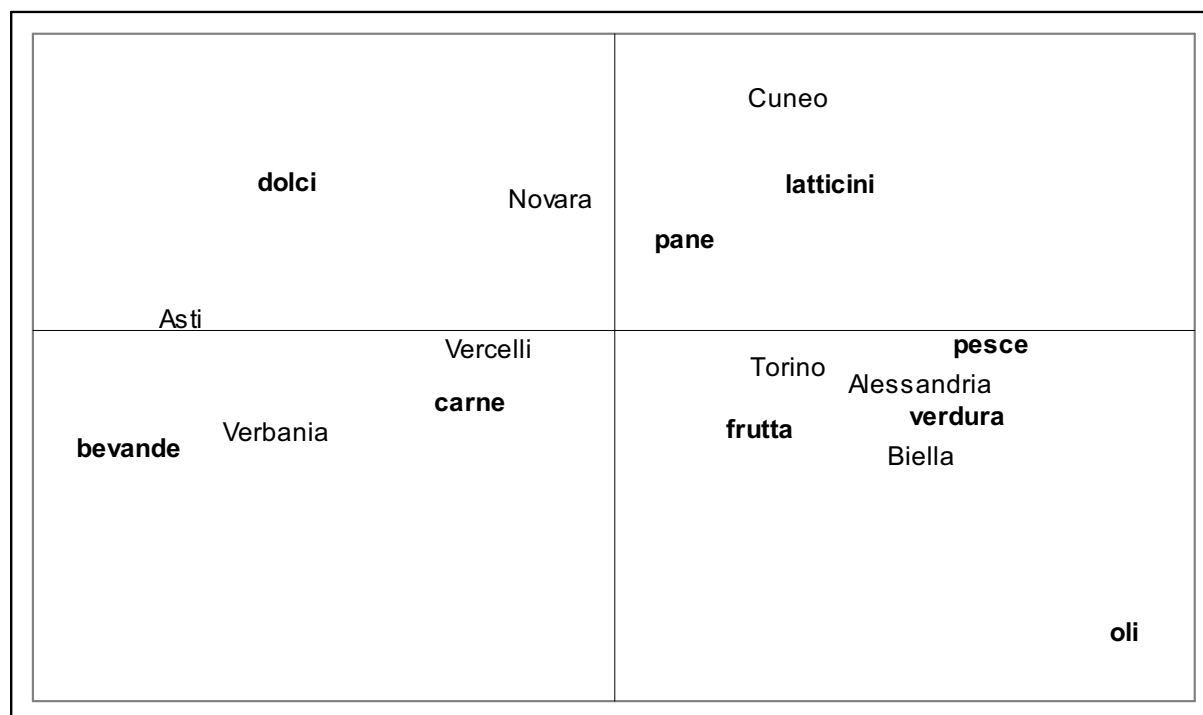 Cuneo
dolci
latticini
Novara
pane
Asti
Vercelli
pesce
Torino
Alessandria
carne
verdura
frutta
Verbania
bevande
Biella
oli